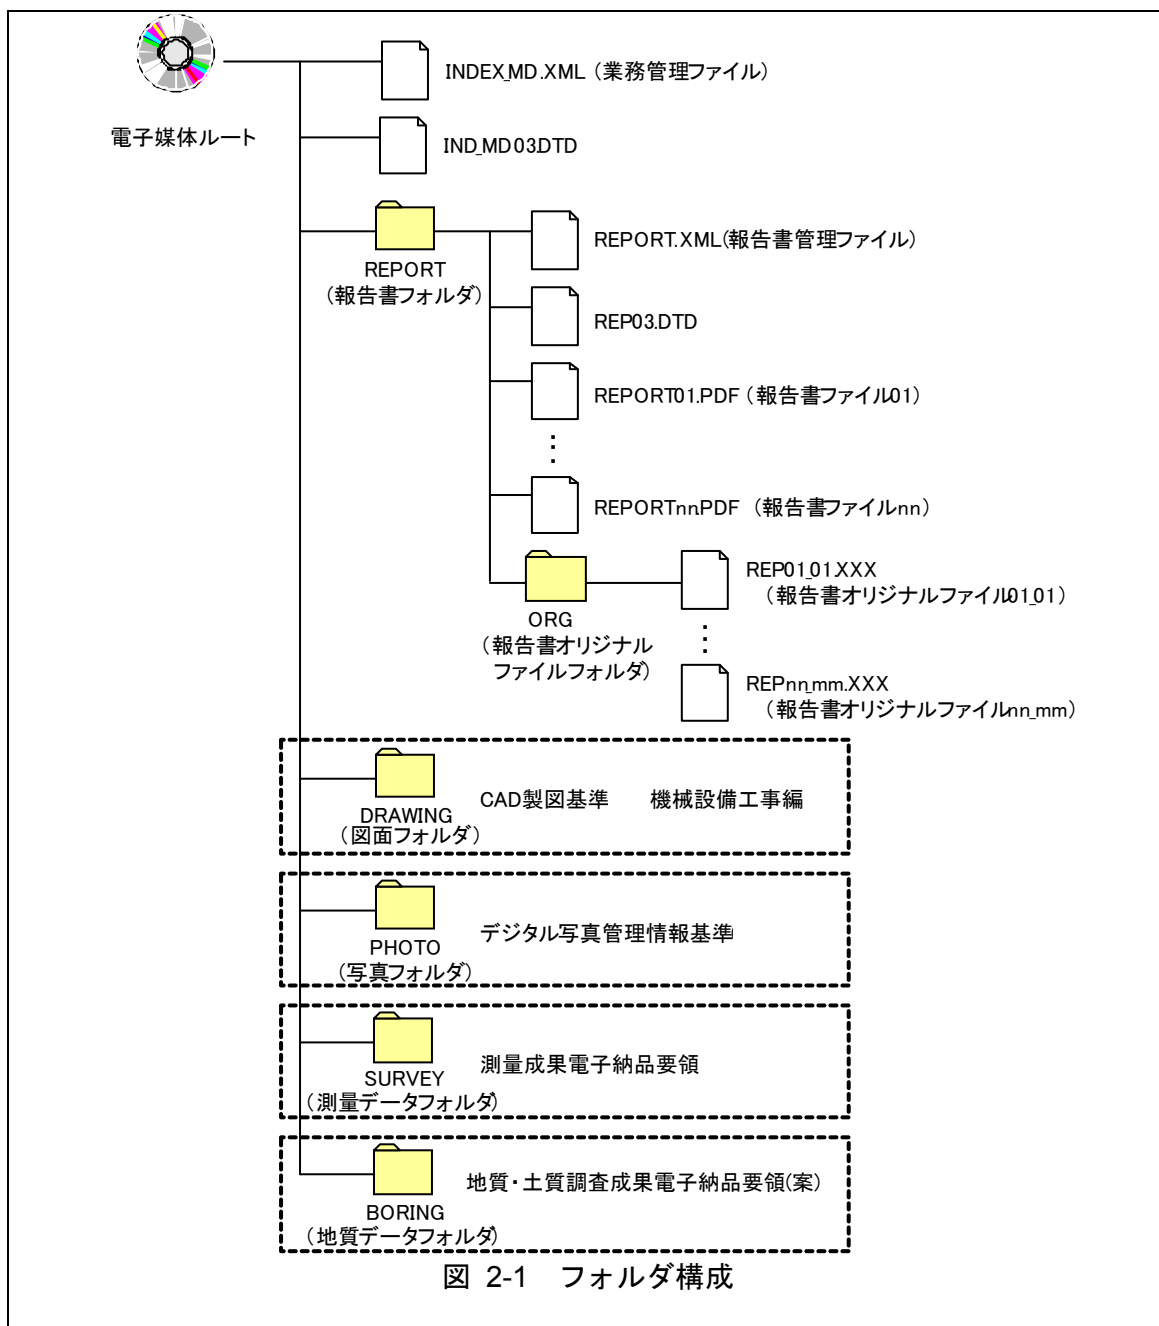 INDEX_MD.XML（業務管理ファイル）
電子媒体ルート
IND_MD03.DTD
REPORT.XML(報告書管理ファイル）
REPORT
（報告書フォルダ）
REP03.DTD
REPORT01.PDF（報告書ファイル01）
⋮
REPORTnn.PDF（報告書ファイルnn）
REP01_01.XXX
（報告書オリジナルファイル01_01）
ORG
（報告書オリジナル
ファイルフォルダ）
⋮
REPnn_mm.XXX
（報告書オリジナルファイルnn_mm）
CAD製図基準　機械設備工事編
DRAWING
（図面フォルダ）
デジタル写真管理情報基準
PHOTO
（写真フォルダ）
測量成果電子納品要領
SURVEY
（測量データフォルダ）
地質・土質調査成果電子納品要領(案）
BORING
（地質データフォルダ）
図 2-1　フォルダ構成